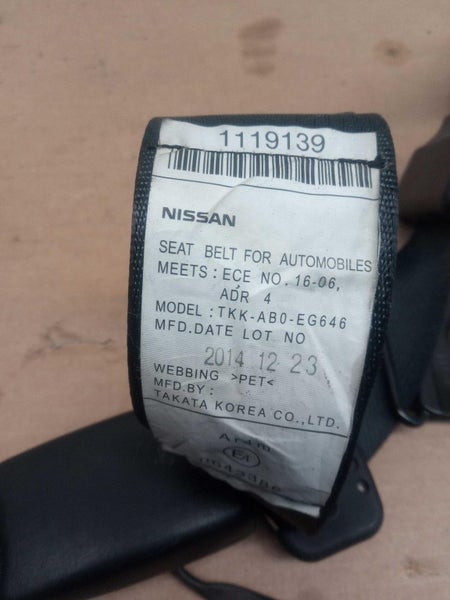 1119139
NISSAN
SEAT BELT FOR AUTOMOBILES
MEETS : ECE NO. 16-06,
ADR 4
MODEL : TKK-AB0-EG646
MFD.DATE LOT NO
2014 12 23
WEBBING >PET<
MFD.BY :
TAKATA KOREA CO.,LTD.
E4